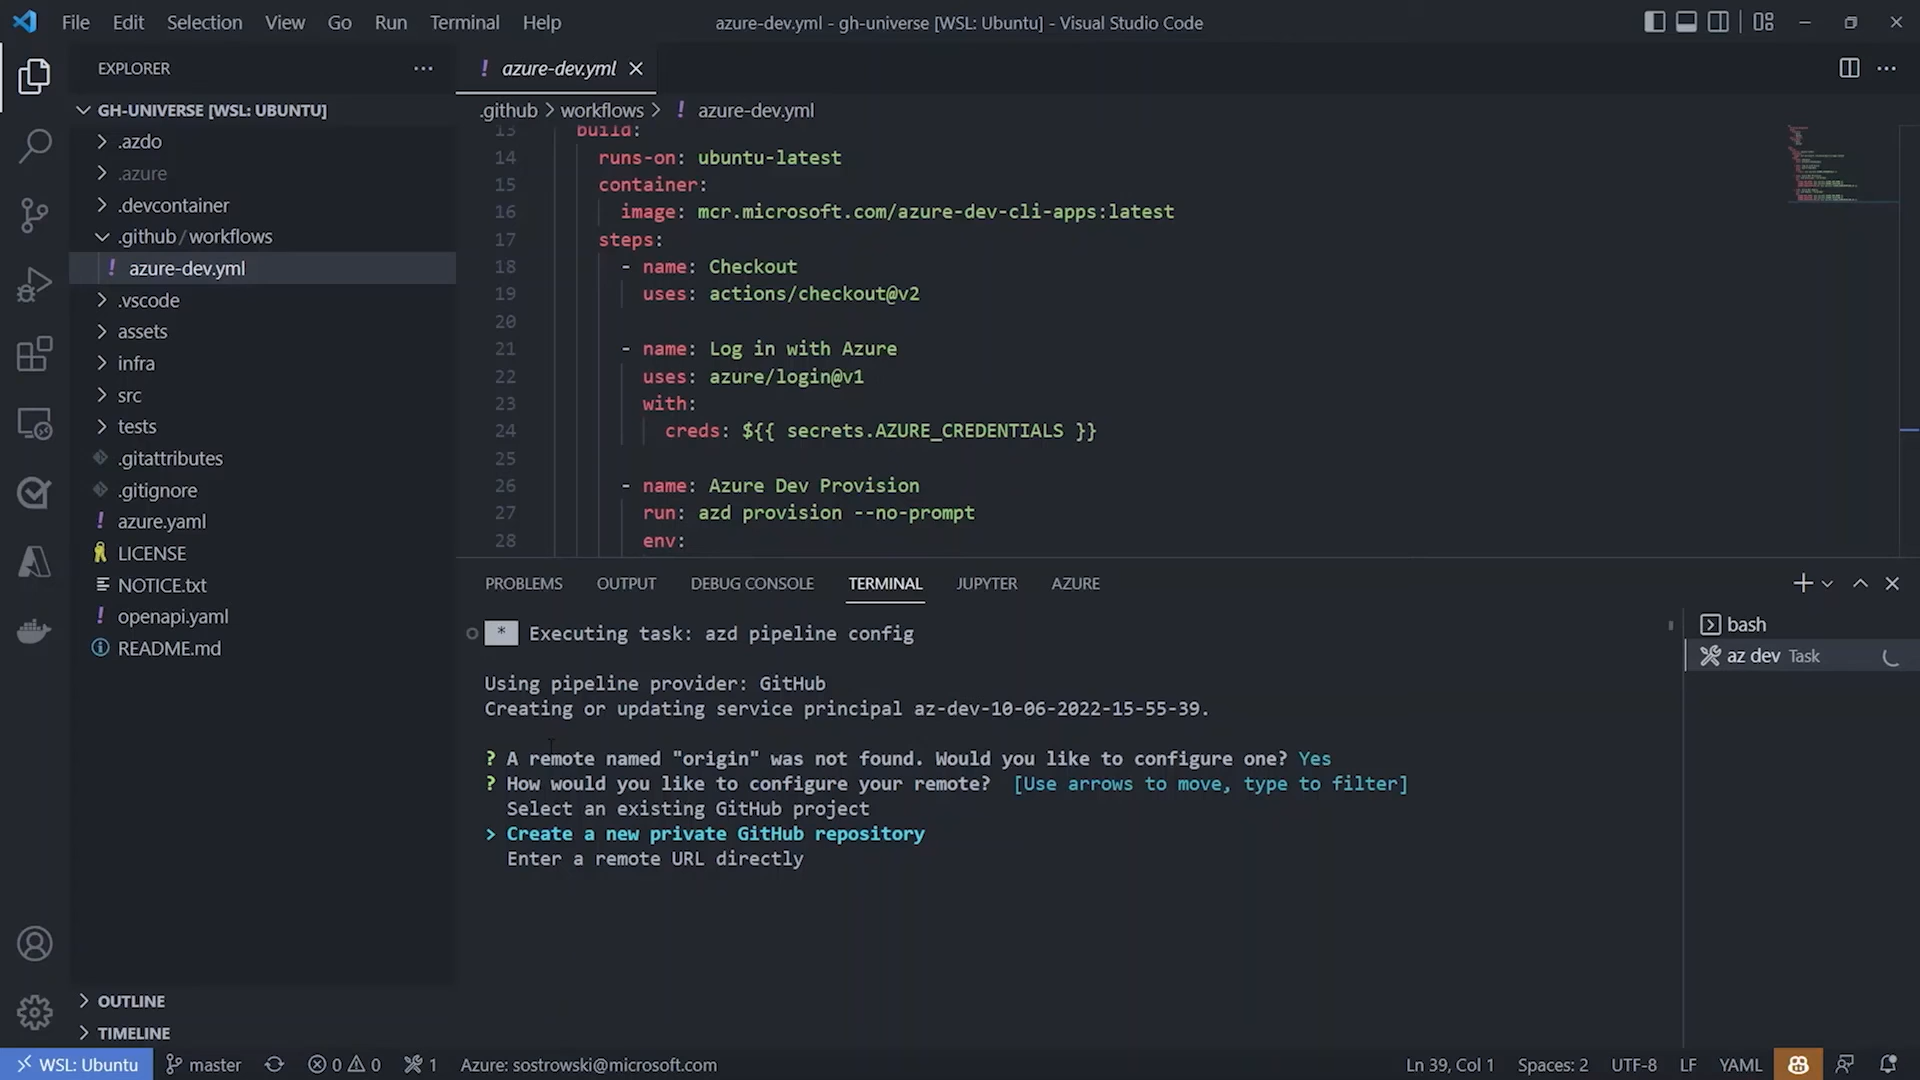 File Edit Selection View Go Run Terminal Help
azure-dev.yml - gh-universe [WSL: Ubuntu] - Visual Studio Code
EXPLORER
GH-UNIVERSE [WSL: UBUNTU]
.azdo
.azure
.devcontainer
.github/workflows
! azure-dev.yml
.vscode
assets
infra
src
tests
.gitattributes
.gitignore
! azure.yaml
LICENSE
NOTICE.txt
! openapi.yaml
README.md
OUTLINE
TIMELINE
! azure-dev.yml
.github > workflows > ! azure-dev.yml
13 build:
14 runs-on: ubuntu-latest
15 container:
16 image: mcr.microsoft.com/azure-dev-cli-apps:latest
17 steps:
18 - name: Checkout
19 uses: actions/checkout@v2
20
21 - name: Log in with Azure
22 uses: azure/login@v1
23 with:
24 creds: ${{ secrets.AZURE_CREDENTIALS }}
25
26 - name: Azure Dev Provision
27 run: azd provision --no-prompt
28 env:
PROBLEMS OUTPUT DEBUG CONSOLE TERMINAL JUPYTER AZURE
* Executing task: azd pipeline config
Using pipeline provider: GitHub
Creating or updating service principal az-dev-10-06-2022-15-55-39.
? A remote named "origin" was not found. Would you like to configure one? Yes
? How would you like to configure your remote? [Use arrows to move, type to filter]
Select an existing GitHub project
> Create a new private GitHub repository
Enter a remote URL directly
bash
az dev Task
WSL: Ubuntu master 0 0 1 Azure: sostrowski@microsoft.com Ln 39, Col 1 Spaces: 2 UTF-8 LF YAML